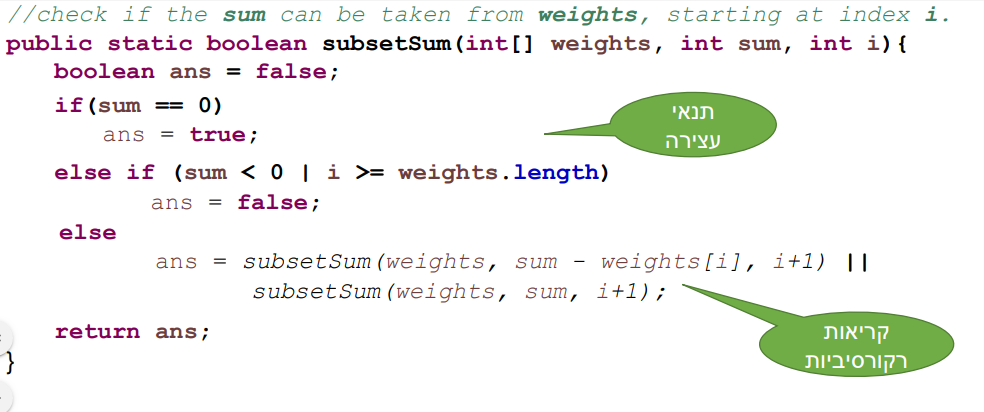 //check if the sum can be taken from weights, starting at index i.
public static boolean subsetSum(int[] weights, int sum, int i){
boolean ans = false;
if(sum == 0)
ans = true;
תנאי
עצירה
else if (sum < 0 | i >= weights.length)
ans = false;
else
ans = subsetSum(weights, sum - weights[i], i+1) ||
subsetSum(weights, sum, i+1);
return ans;
קריאות
רקורסיביות
}